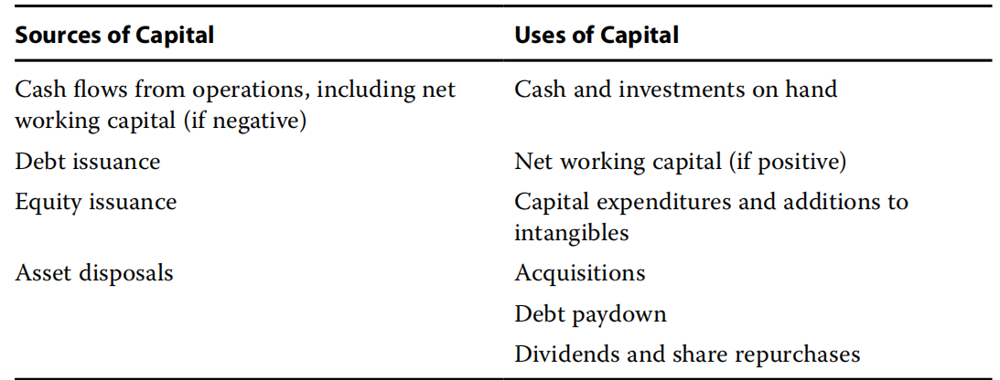 Sources of Capital
Uses of Capital
Cash flows from operations, including net
working capital (if negative)
Cash and investments on hand
Debt issuance
Net working capital (if positive)
Equity issuance
Capital expenditures and additions to
intangibles
Asset disposals
Acquisitions
Debt paydown
Dividends and share repurchases